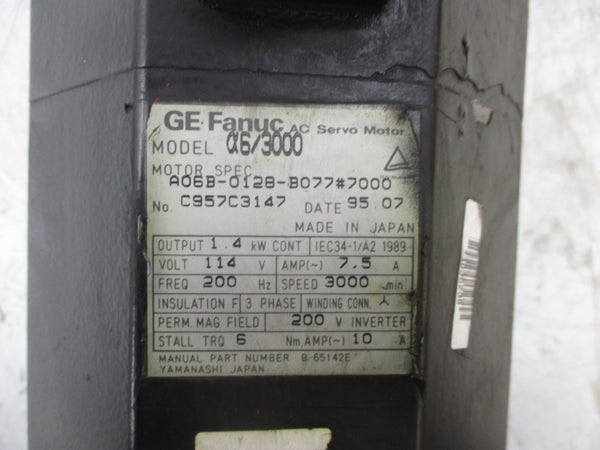 GE Fanuc AC Servo Motor
MODEL α6/3000
MOTOR SPEC.
A06B-0128-B077#7000
No. C957C3147 DATE 95.07
MADE IN JAPAN
OUTPUT 1.4 kW CONT IEC34-1/A2 1989
VOLT 114 V AMP(~) 7.5 A
FREQ 200 Hz SPEED 3000 min
INSULATION F 3 PHASE WINDING CONN. ⅄
PERM. MAG FIELD 200 V INVERTER
STALL TRQ 6 Nm, AMP(~) 10 A
MANUAL PART NUMBER B-65142E
YAMANASHI JAPAN